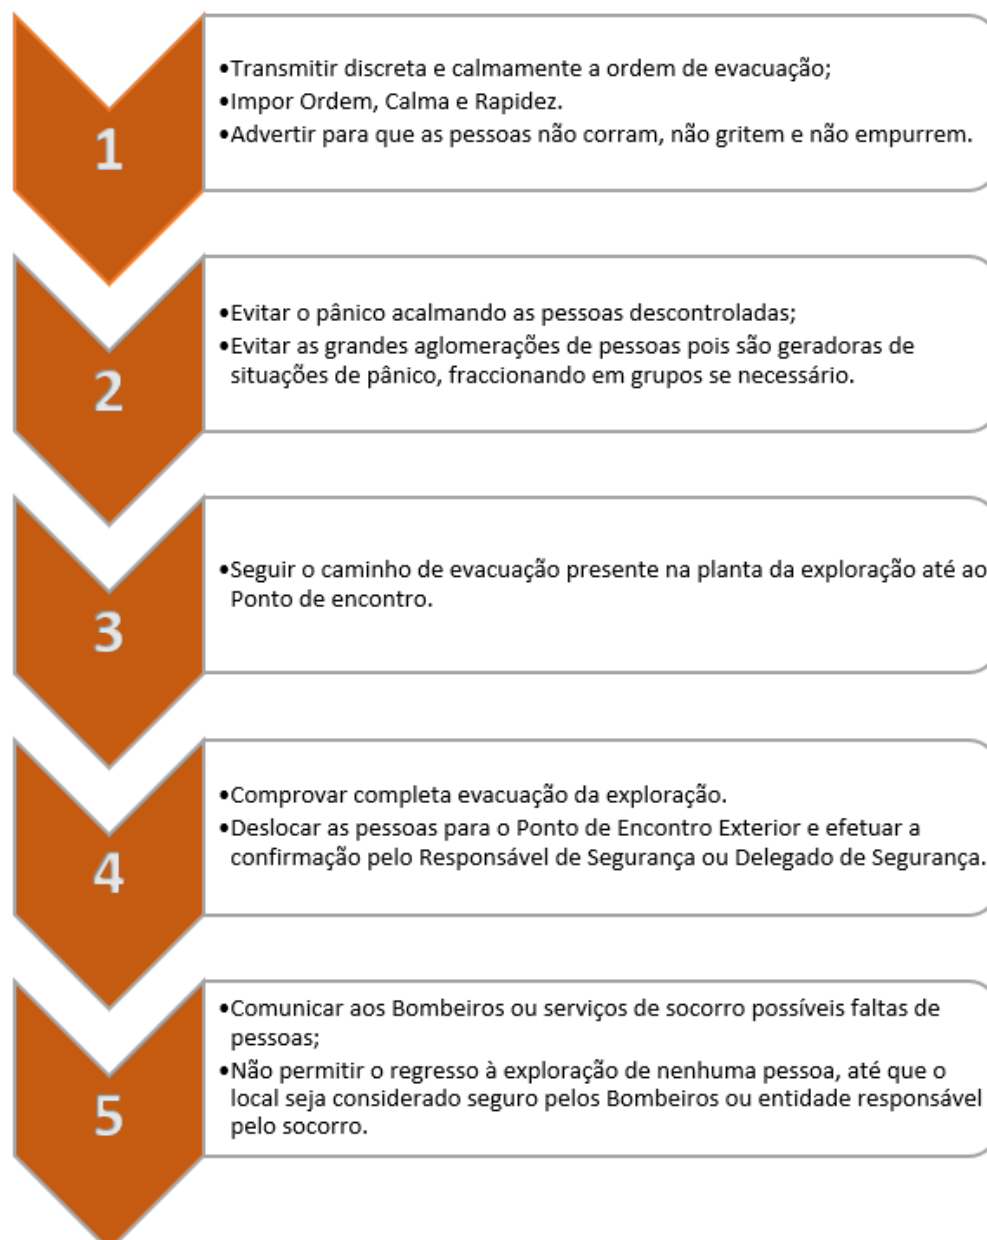 1
•Transmitir discreta e calmamente a ordem de evacuação;
•Impor Ordem, Calma e Rapidez.
•Advertir para que as pessoas não corram, não gritem e não empurrem.
2
•Evitar o pânico acalmando as pessoas descontroladas;
•Evitar as grandes aglomerações de pessoas pois são geradoras de
situações de pânico, fraccionando em grupos se necessário.
3
•Seguir o caminho de evacuação presente na planta da exploração até ao
Ponto de encontro.
4
•Comprovar completa evacuação da exploração.
•Deslocar as pessoas para o Ponto de Encontro Exterior e efetuar a
confirmação pelo Responsável de Segurança ou Delegado de Segurança.
5
•Comunicar aos Bombeiros ou serviços de socorro possíveis faltas de
pessoas;
•Não permitir o regresso à exploração de nenhuma pessoa, até que o
local seja considerado seguro pelos Bombeiros ou entidade responsável
pelo socorro.